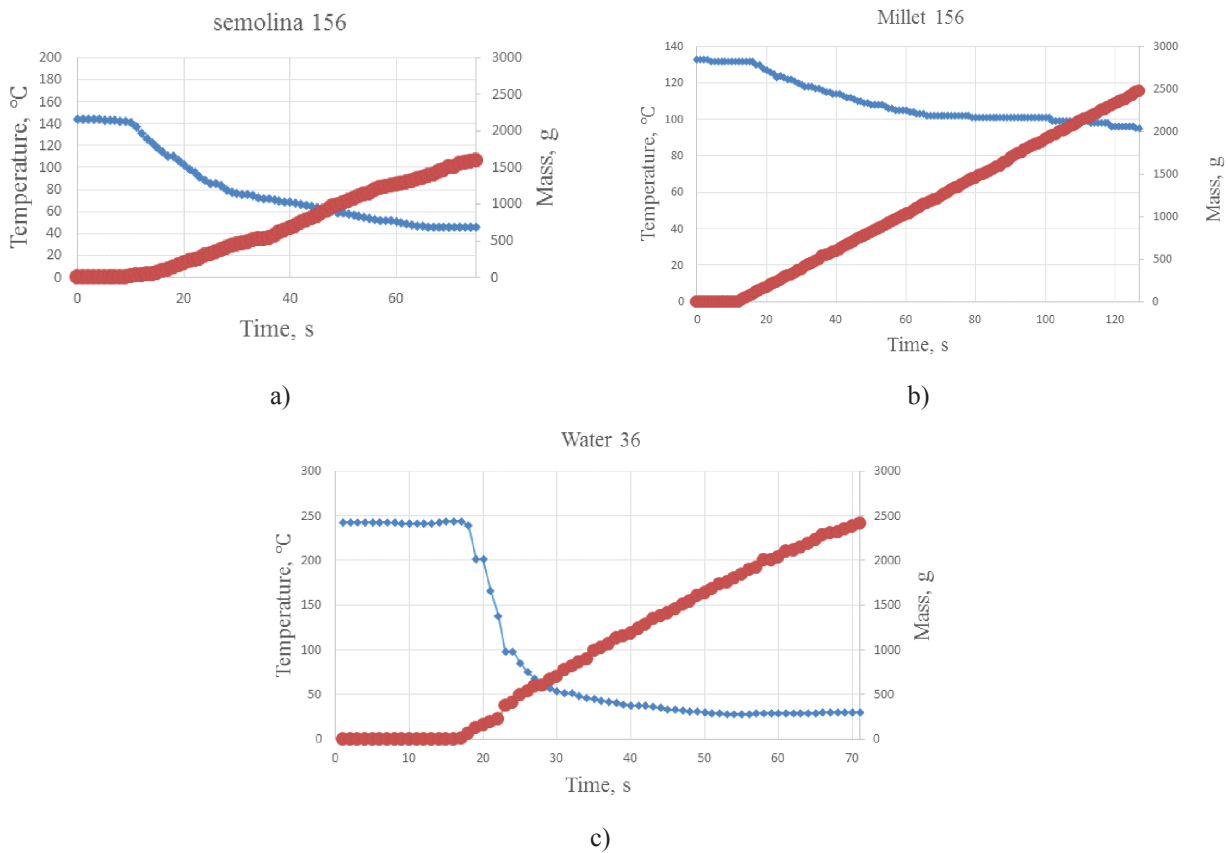 semolina 156
Temperature, °C
200
180
160
140
120
100
80
60
40
20
0
3000
2500
2000
1500
1000
500
0
Mass, g
0 20 40 60
Time, s
a)
Millet 156
Temperature, °C
140
120
100
80
60
40
20
0
3000
2500
2000
1500
1000
500
0
Mass, g
0 20 40 60 80 100 120
Time, s
b)
Water 36
Temperature, °C
300
250
200
150
100
50
0
3000
2500
2000
1500
1000
500
0
Mass, g
0 10 20 30 40 50 60 70
Time, s
c)